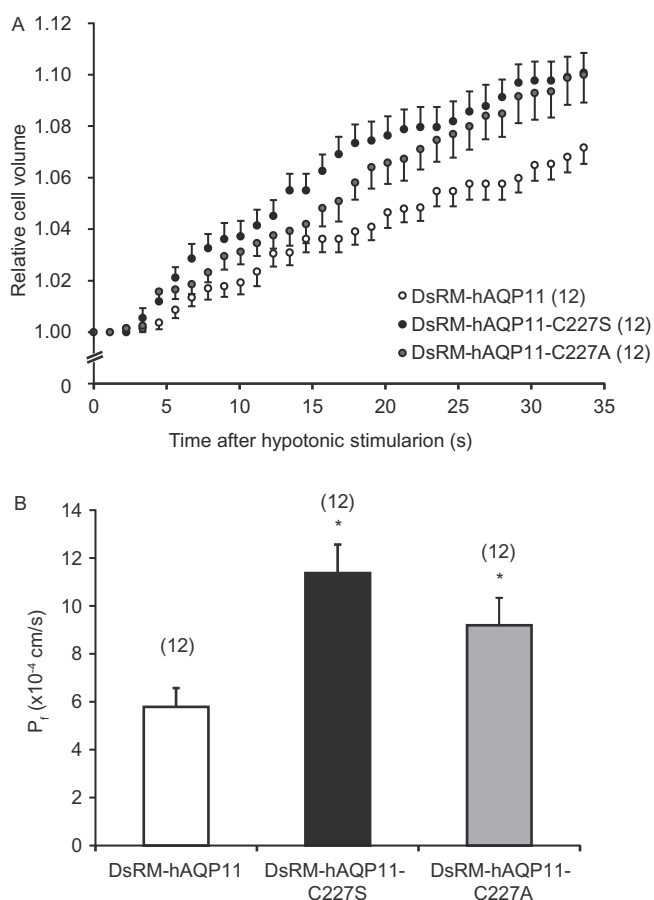 A
1.12
1.10
1.08
1.06
1.04
1.02
1.00
0
Relative cell volume
DsRM-hAQP11 (12)
DsRM-hAQP11-C227S (12)
DsRM-hAQP11-C227A (12)
0 5 10 15 20 25 30 35
Time after hypotonic stimularion (s)
B
14
12
10
8
6
4
2
0
Pf (x10-4 cm/s)
(12)
(12)
*
(12)
*
DsRM-hAQP11
DsRM-hAQP11-
C227S
DsRM-hAQP11-
C227A